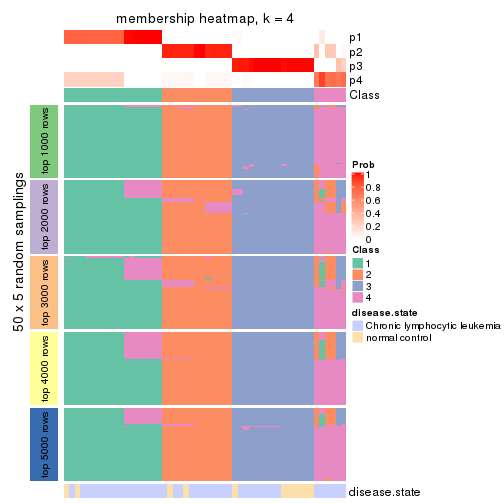 membership heatmap, k = 4
p1
p2
p3
p4
Class
50 x 5 random samplings
top 1000 rows
top 2000 rows
top 3000 rows
top 4000 rows
top 5000 rows
Prob
1
0.8
0.6
0.4
0.2
0
Class
1
2
3
4
disease.state
Chronic lymphocytic leukemia
normal control
disease.state